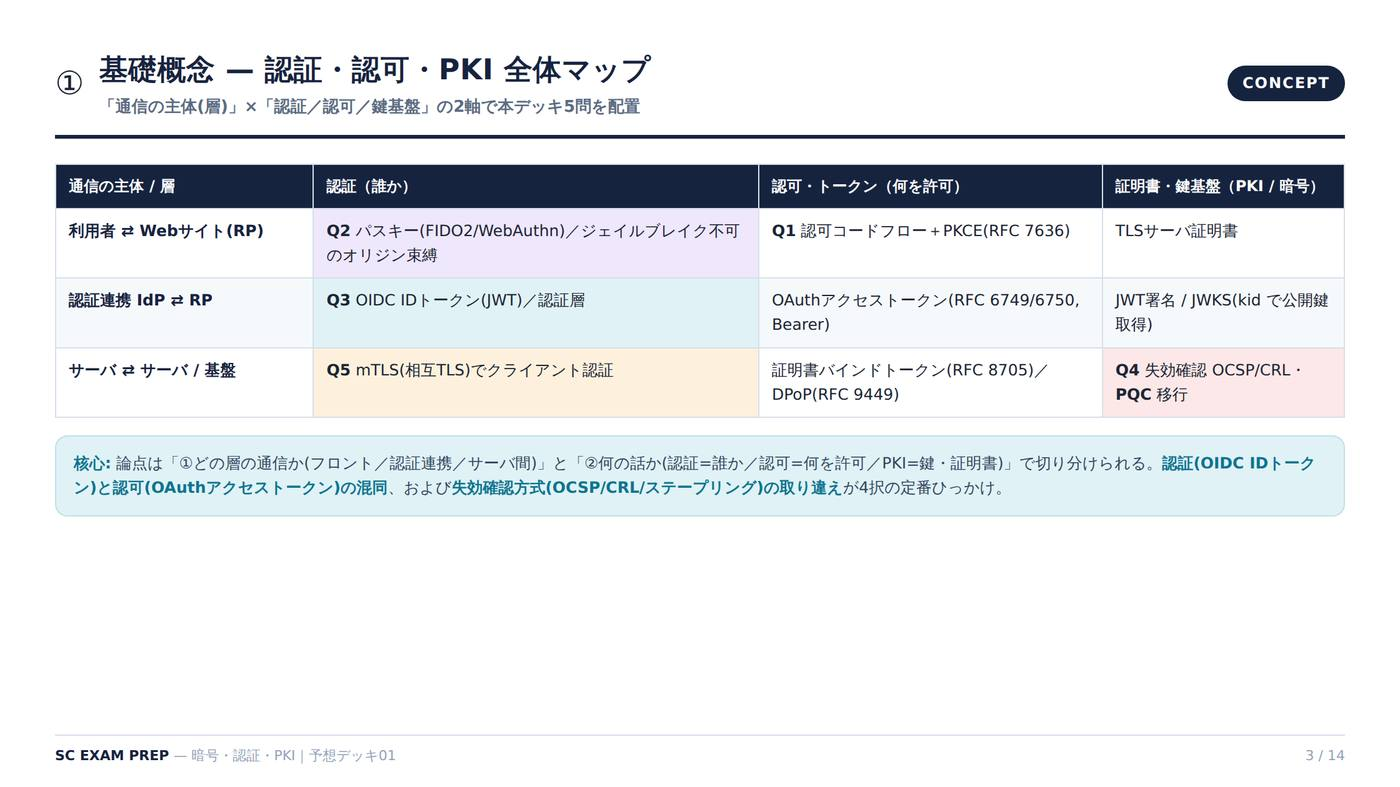 ① 基礎概念 — 認証・認可・PKI 全体マップ
「通信の主体(層)」×「認証／認可／鍵基盤」の2軸で本デッキ5問を配置
CONCEPT
通信の主体 / 層 認証（誰か） 認可・トークン（何を許可） 証明書・鍵基盤（PKI / 暗号）
利用者 ⇄ Webサイト(RP)
Q2 パスキー(FIDO2/WebAuthn)／ジェイルブレイク不可
のオリジン束縛
Q1 認可コードフロー＋PKCE(RFC 7636)
TLSサーバ証明書
認証連携 IdP ⇄ RP
Q3 OIDC IDトークン(JWT)／認証層
OAuthアクセストークン(RFC 6749/6750,
Bearer)
JWT署名 / JWKS(kid で公開鍵
取得)
サーバ ⇄ サーバ / 基盤
Q5 mTLS(相互TLS)でクライアント認証
証明書バインドトークン(RFC 8705)／
DPoP(RFC 9449)
Q4 失効確認 OCSP/CRL・
PQC 移行
核心: 論点は「①どの層の通信か(フロント／認証連携／サーバ間)」と「②何の話か(認証=誰か／認可=何を許可／PKI=鍵・証明書)」で切り分けられる。認証(OIDC IDトーク
ン)と認可(OAuthアクセストークン)の混同、および失効確認方式(OCSP/CRL/ステープリング)の取り違えが4択の定番ひっかけ。
SC EXAM PREP — 暗号・認証・PKI | 予想デッキ01
3 / 14